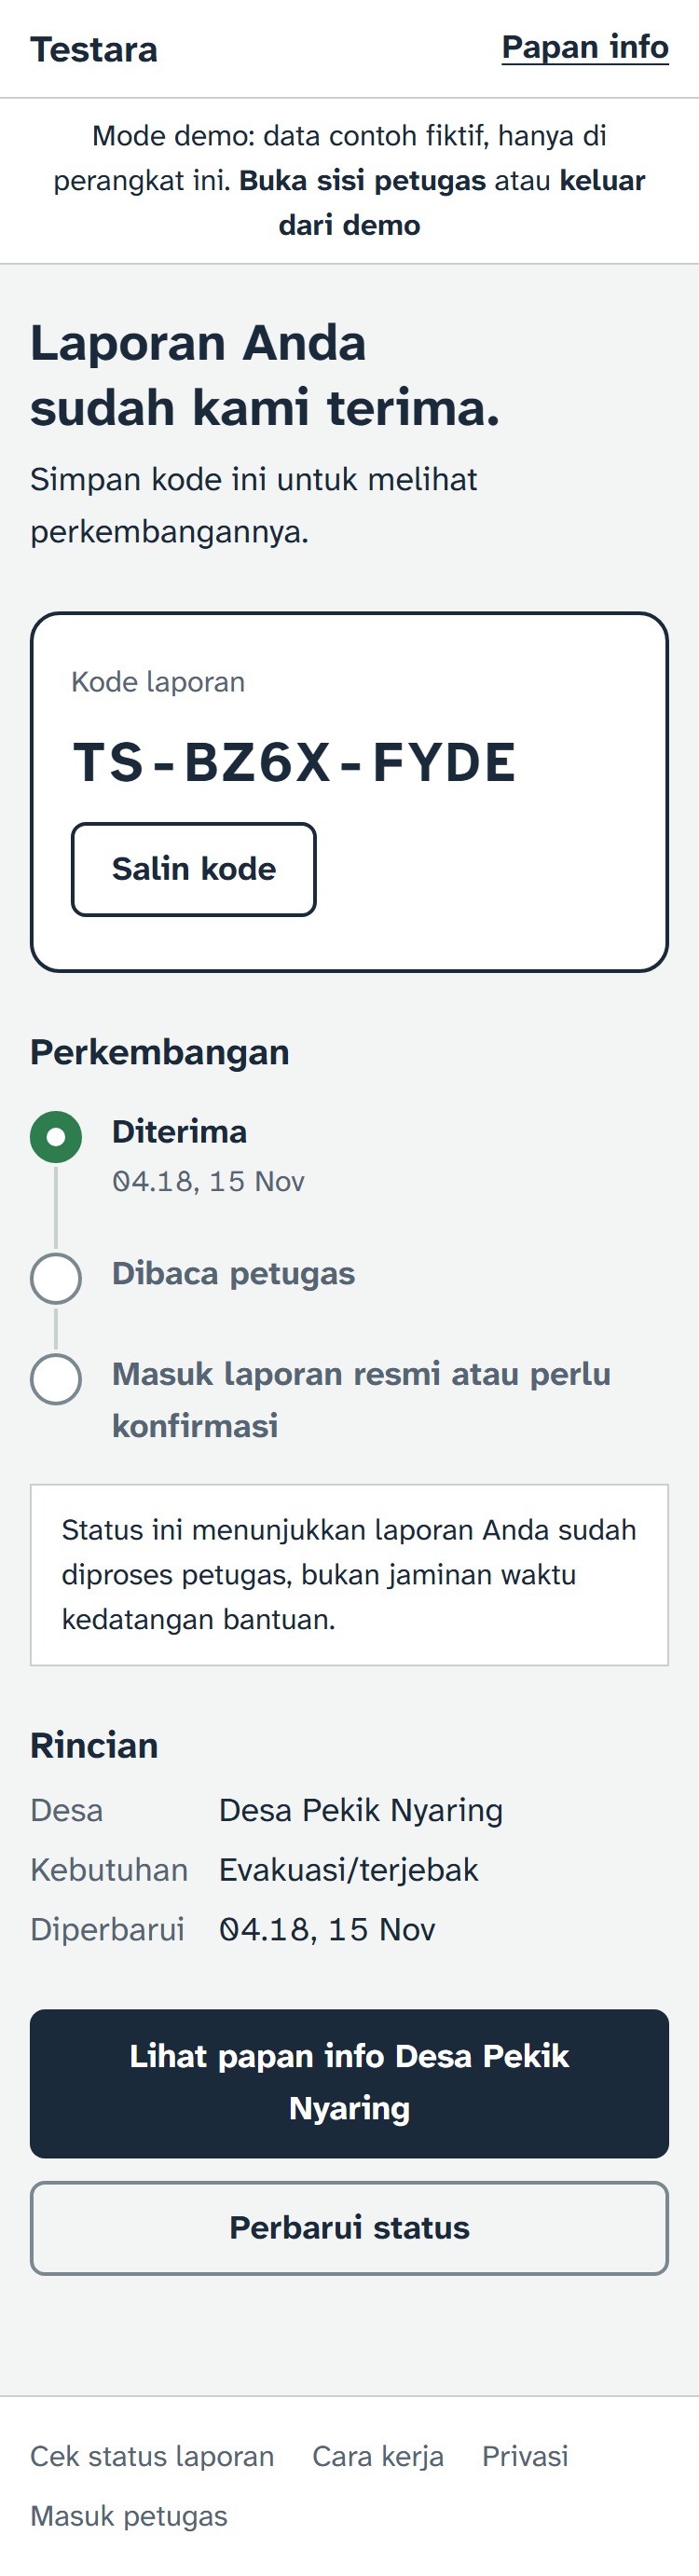 Testara
Papan info
Mode demo: data contoh fiktif, hanya di
perangkat ini. Buka sisi petugas atau keluar
dari demo
Laporan Anda
sudah kami terima.
Simpan kode ini untuk melihat
perkembangannya.
Kode laporan
TS-BZ6X-FYDE
Salin kode
Perkembangan
Diterima
04.18, 15 Nov
Dibaca petugas
Masuk laporan resmi atau perlu
konfirmasi
Status ini menunjukkan laporan Anda sudah
diproses petugas, bukan jaminan waktu
kedatangan bantuan.
Rincian
Desa Desa Pekik Nyaring
Kebutuhan Evakuasi/terjebak
Diperbarui 04.18, 15 Nov
Lihat papan info Desa Pekik
Nyaring
Perbarui status
Cek status laporan Cara kerja Privasi
Masuk petugas